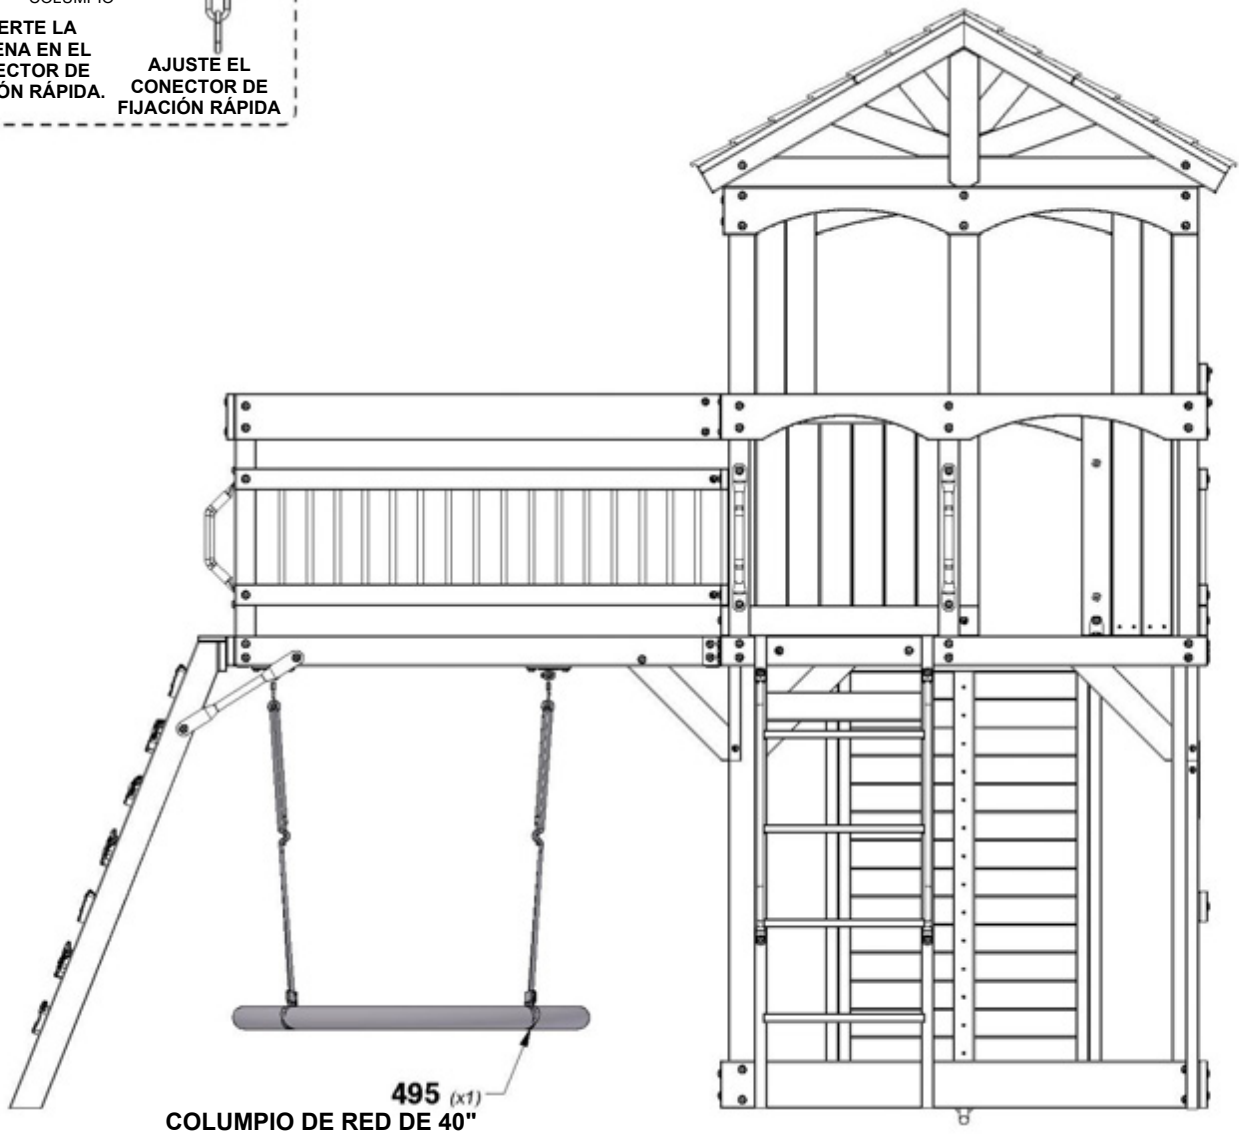 COLUMPIO
ERTE LA
ENA EN EL
ECTOR DE
ÓN RÁPIDA.
AJUSTE EL
CONECTOR DE
FIJACIÓN RÁPIDA
495 (x1)
COLUMPIO DE RED DE 40"